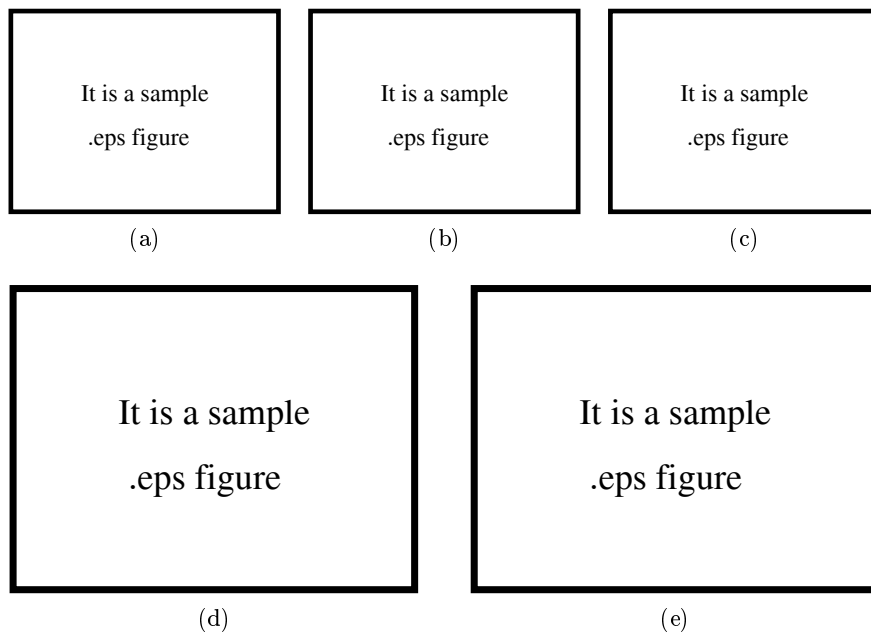 It is a sample
.eps figure
(a)
It is a sample
.eps figure
(b)
It is a sample
.eps figure
(c)
It is a sample
.eps figure
(d)
It is a sample
.eps figure
(e)